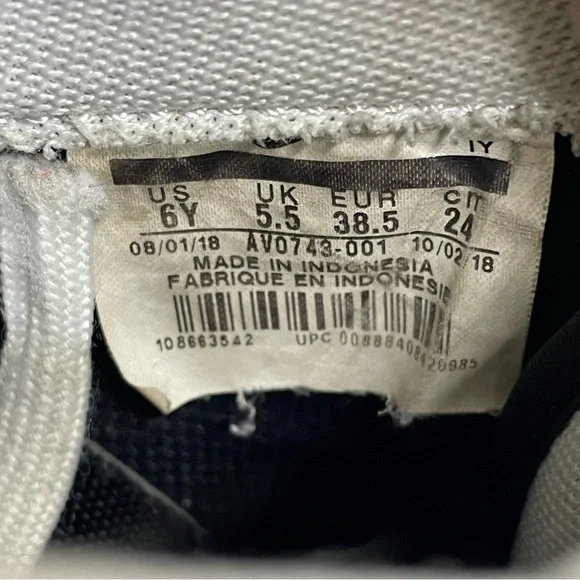 IY
US UK EUR cm
6Y 5.5 38.5 24
08/01/18 AV0743-001 10/02/18
MADE IN INDONESIA
FABRIQUE EN INDONESIE
108663542 UPC